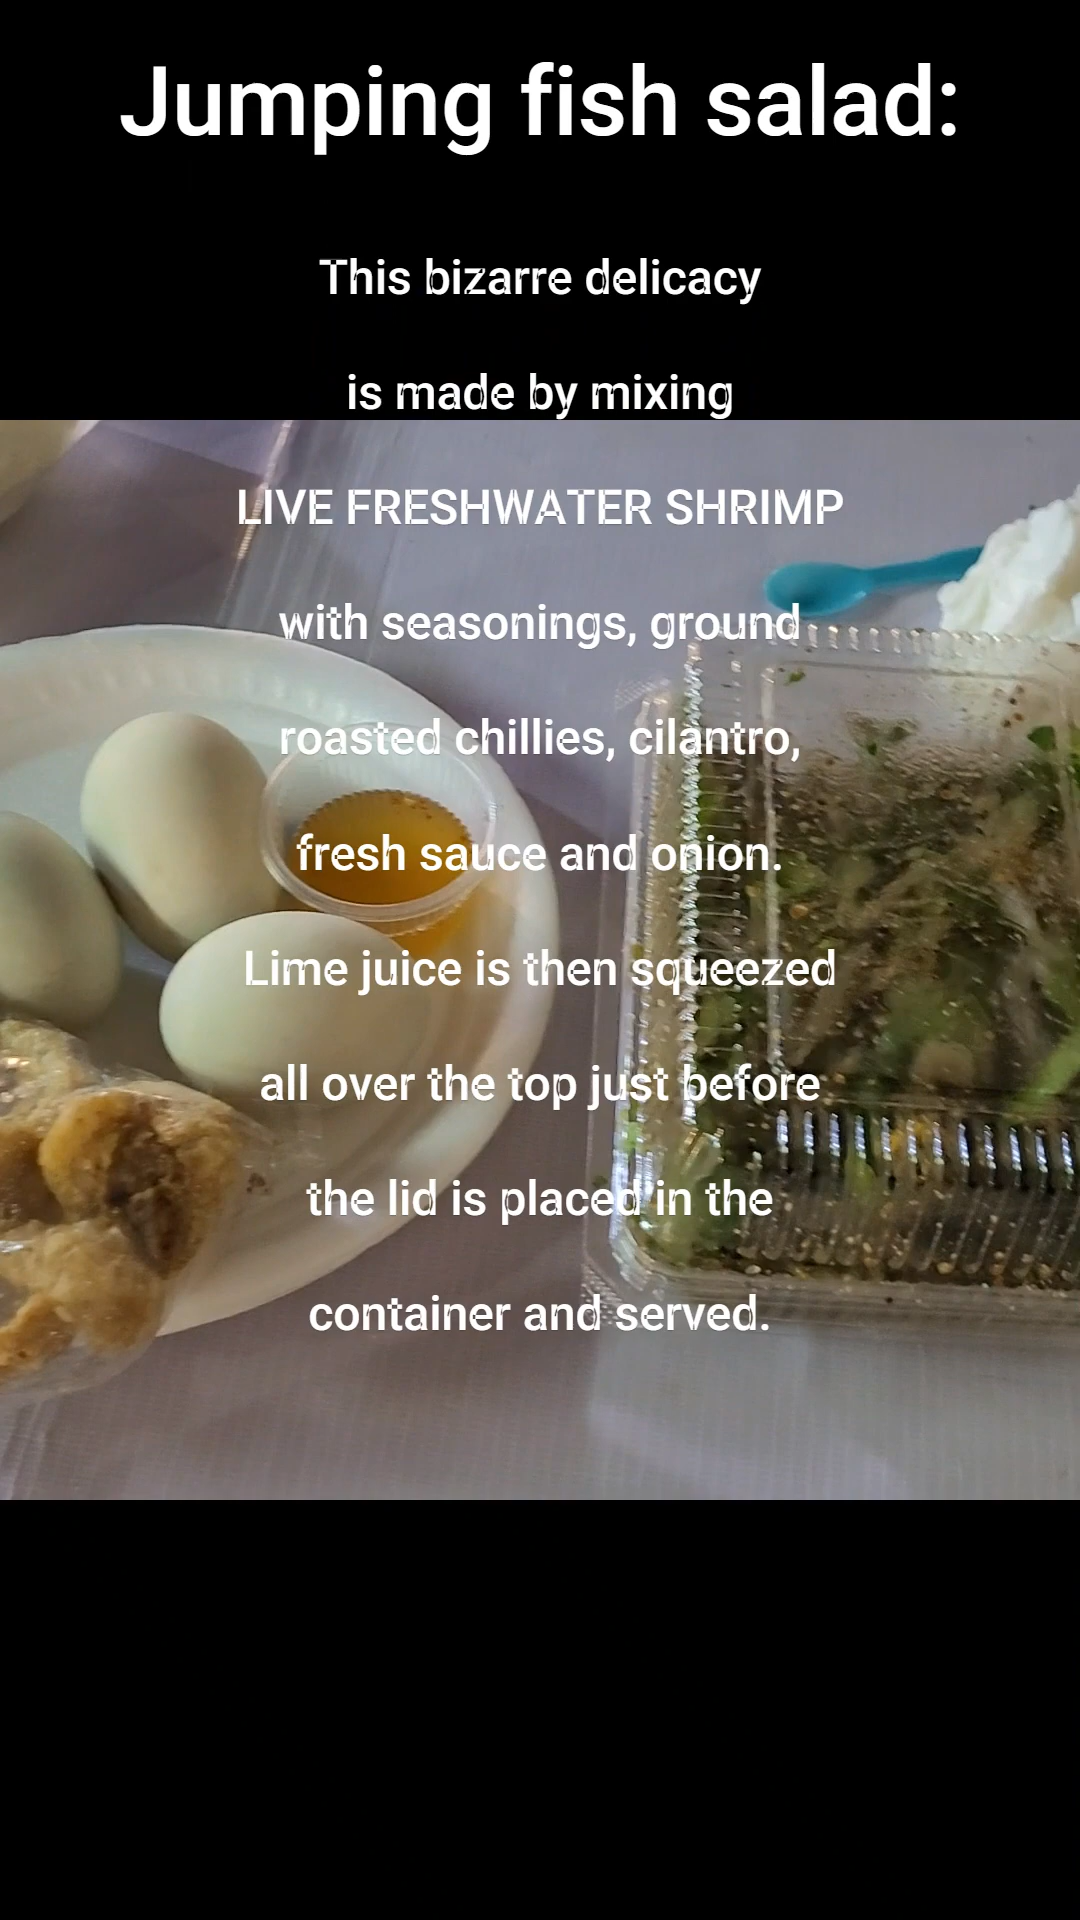 Jumping fish salad:
This bizarre delicacy
is made by mixing
LIVE FRESHWATER SHRIMP
with seasonings, ground
roasted chillies, cilantro,
fresh sauce and onion.
Lime juice is then squeezed
all over the top just before
the lid is placed in the
container and served.